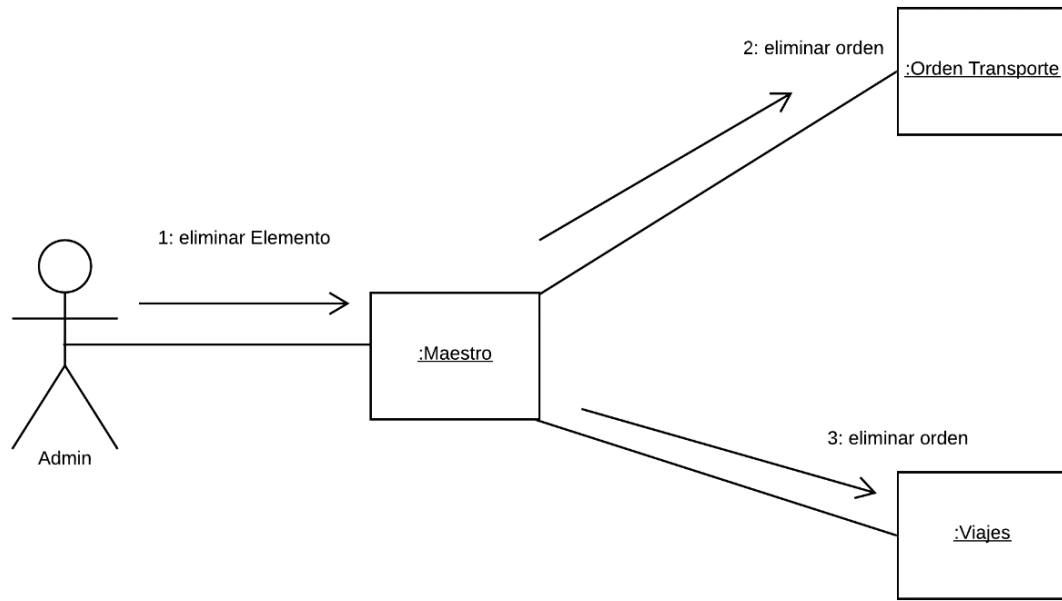 2: eliminar orden
:Orden Transporte
1: eliminar Elemento
:Maestro
Admin
3: eliminar orden
:Viajes